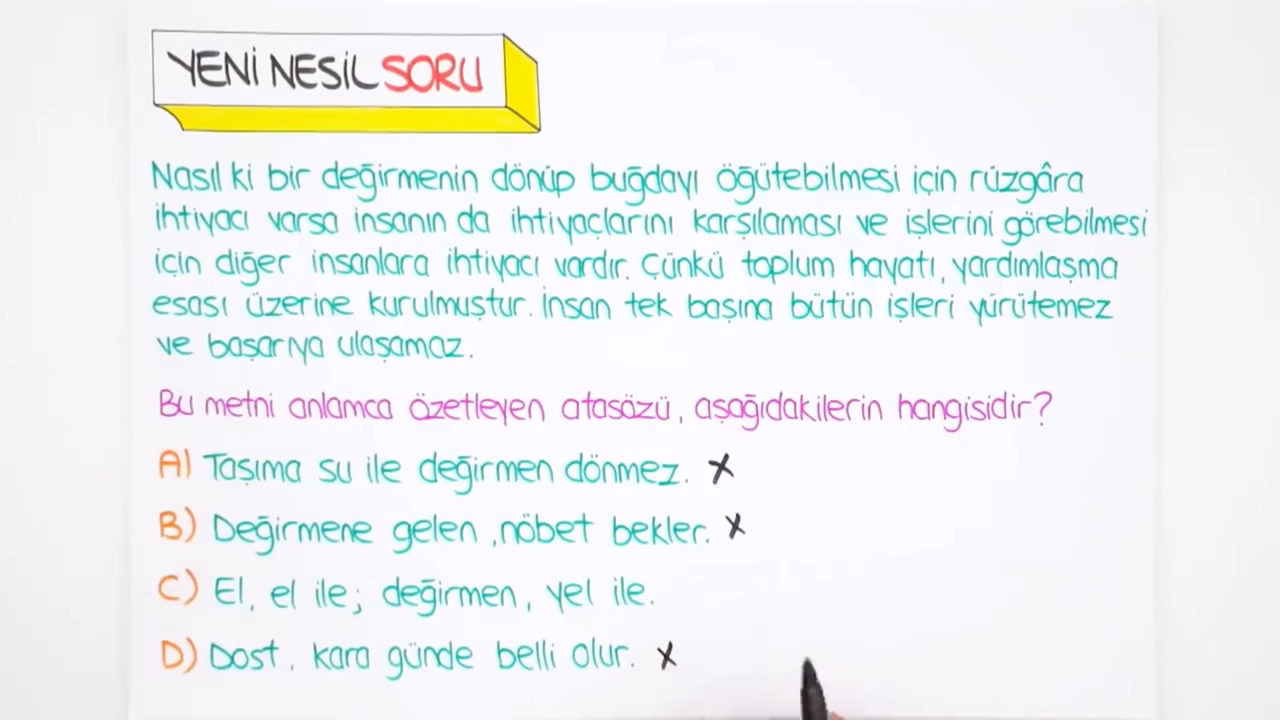 YENİ NESİL SORU
Nasıl ki bir değirmenin dönüp buğdayı öğütebilmesi için rüzgâra
ihtiyacı varsa insanın da ihtiyaçlarını karşılaması ve işlerini görebilmesi
için diğer insanlara ihtiyacı vardır. Çünkü toplum hayatı, yardımlaşma
esası üzerine kurulmuştur. İnsan tek başına bütün işleri yürütemez
ve başarıya ulaşamaz.
Bu metni anlamca özetleyen atasözü, aşağıdakilerin hangisidir?
A) Taşıma su ile değirmen dönmez. X
B) Değirmene gelen, nöbet bekler. X
C) El, el ile; değirmen, yel ile.
D) Dost, kara günde belli olur. X